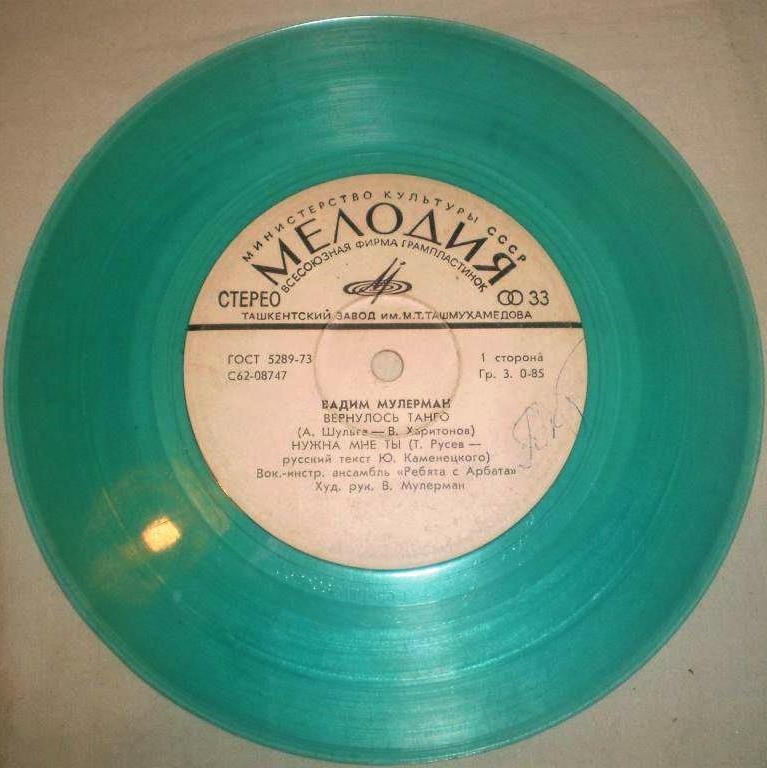 МИНИСТЕРСТВО КУЛЬТУРЫ СССР
МЕЛОДИЯ
ВСЕСОЮЗНАЯ ФИРМА ГРАМПЛАСТИНОК
СТЕРЕО 33
ТАШКЕНТСКИЙ ЗАВОД ИМ. М.Т. ТАШМУХАМЕДОВА
ГОСТ 5289-73 1 сторона
С62-08747 Гр. 3. 0-85
ВАДИМ МУЛЕРМАН
ВЕРНУЛОСЬ ТАНГО
(А. Шульга — В. Харитонов)
НУЖНА МНЕ ТЫ (Т. Русев —
русский текст Ю. Каменецкого)
Вок.-инстр. ансамбль «Ребята с Арбата»
Худ. рук. В. Мулерман